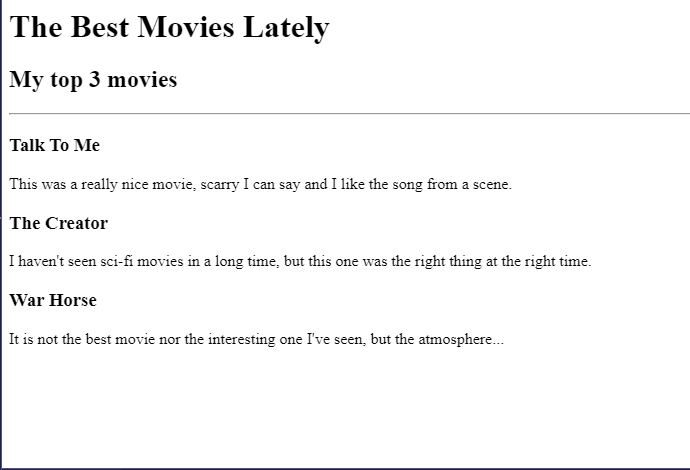 The Best Movies Lately
My top 3 movies
Talk To Me
This was a really nice movie, scarry I can say and I like the song from a scene.
The Creator
I haven't seen sci-fi movies in a long time, but this one was the right thing at the right time.
War Horse
It is not the best movie nor the interesting one I've seen, but the atmosphere...